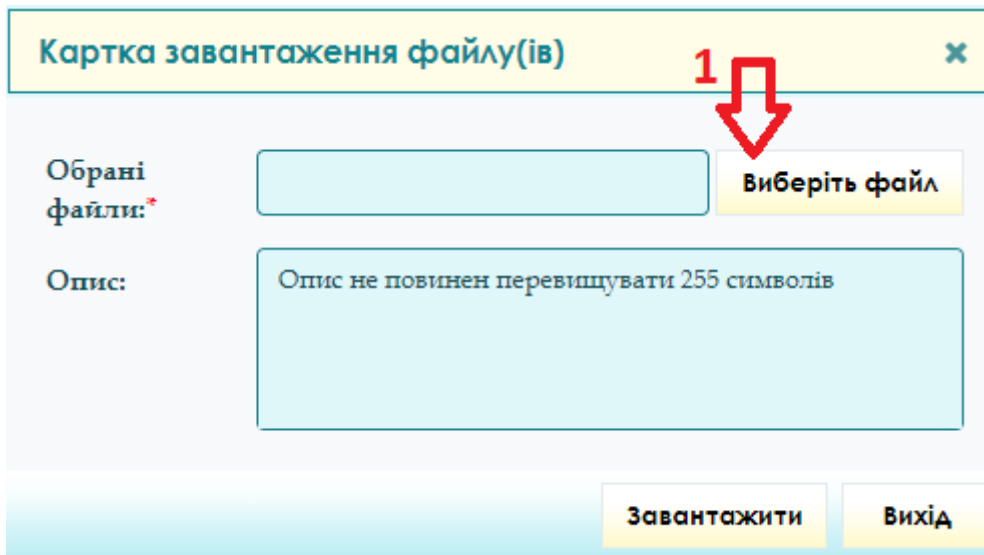 Картка завантаження файлу(ів)
1
Обрані
файли:*
Виберіть файл
Опис:
Опис не повинен перевищувати 255 символів
Завантажити
Вихід